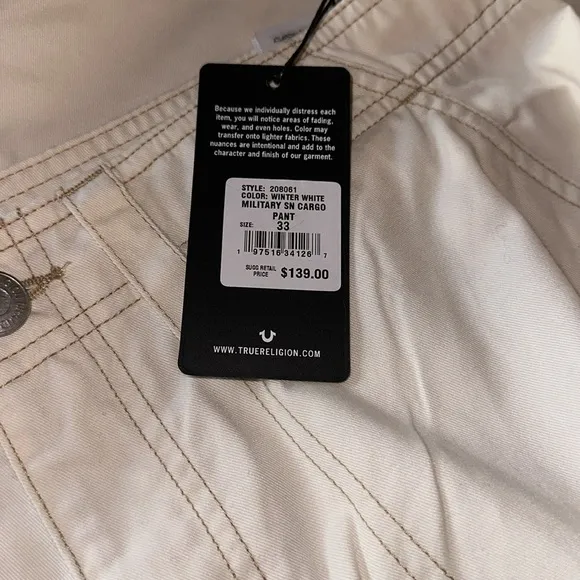 Because we individually distress each
item, you will notice areas of fading,
wear, and even holes. Color may
transfer onto lighter fabrics. These
nuances are intentional and add to the
character and finish of our garment.
STYLE: 208061
COLOR: WINTER WHITE
MILITARY SN CARGO
PANT
SIZE: 33
1 97516 34126 7
SUGG RETAIL
PRICE $139.00
WWW.TRUERELIGION.COM